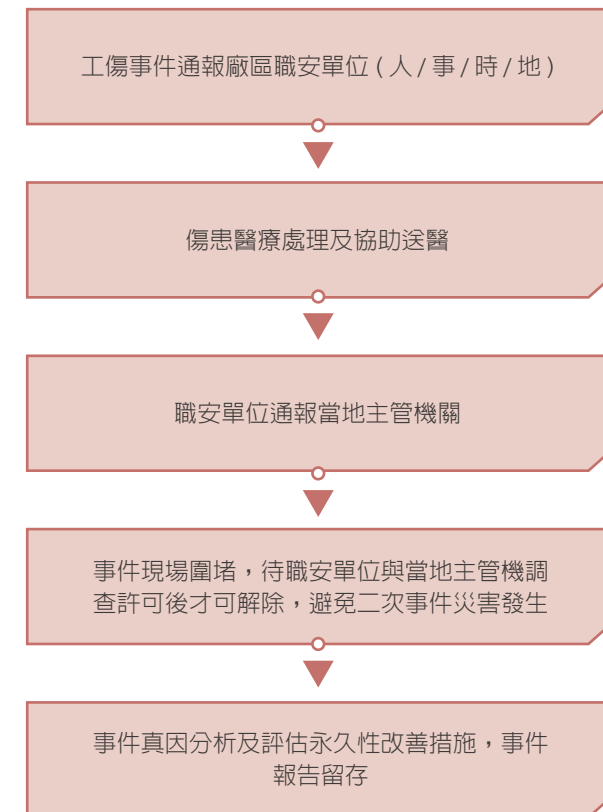 工傷事件通報廠區職安單位 ( 人 / 事 / 時 / 地 )
傷患醫療處理及協助送醫
職安單位通報當地主管機關
事件現場圍堵，待職安單位與當地主管機調
查許可後才可解除，避免二次事件災害發生
事件真因分析及評估永久性改善措施，事件
報告留存